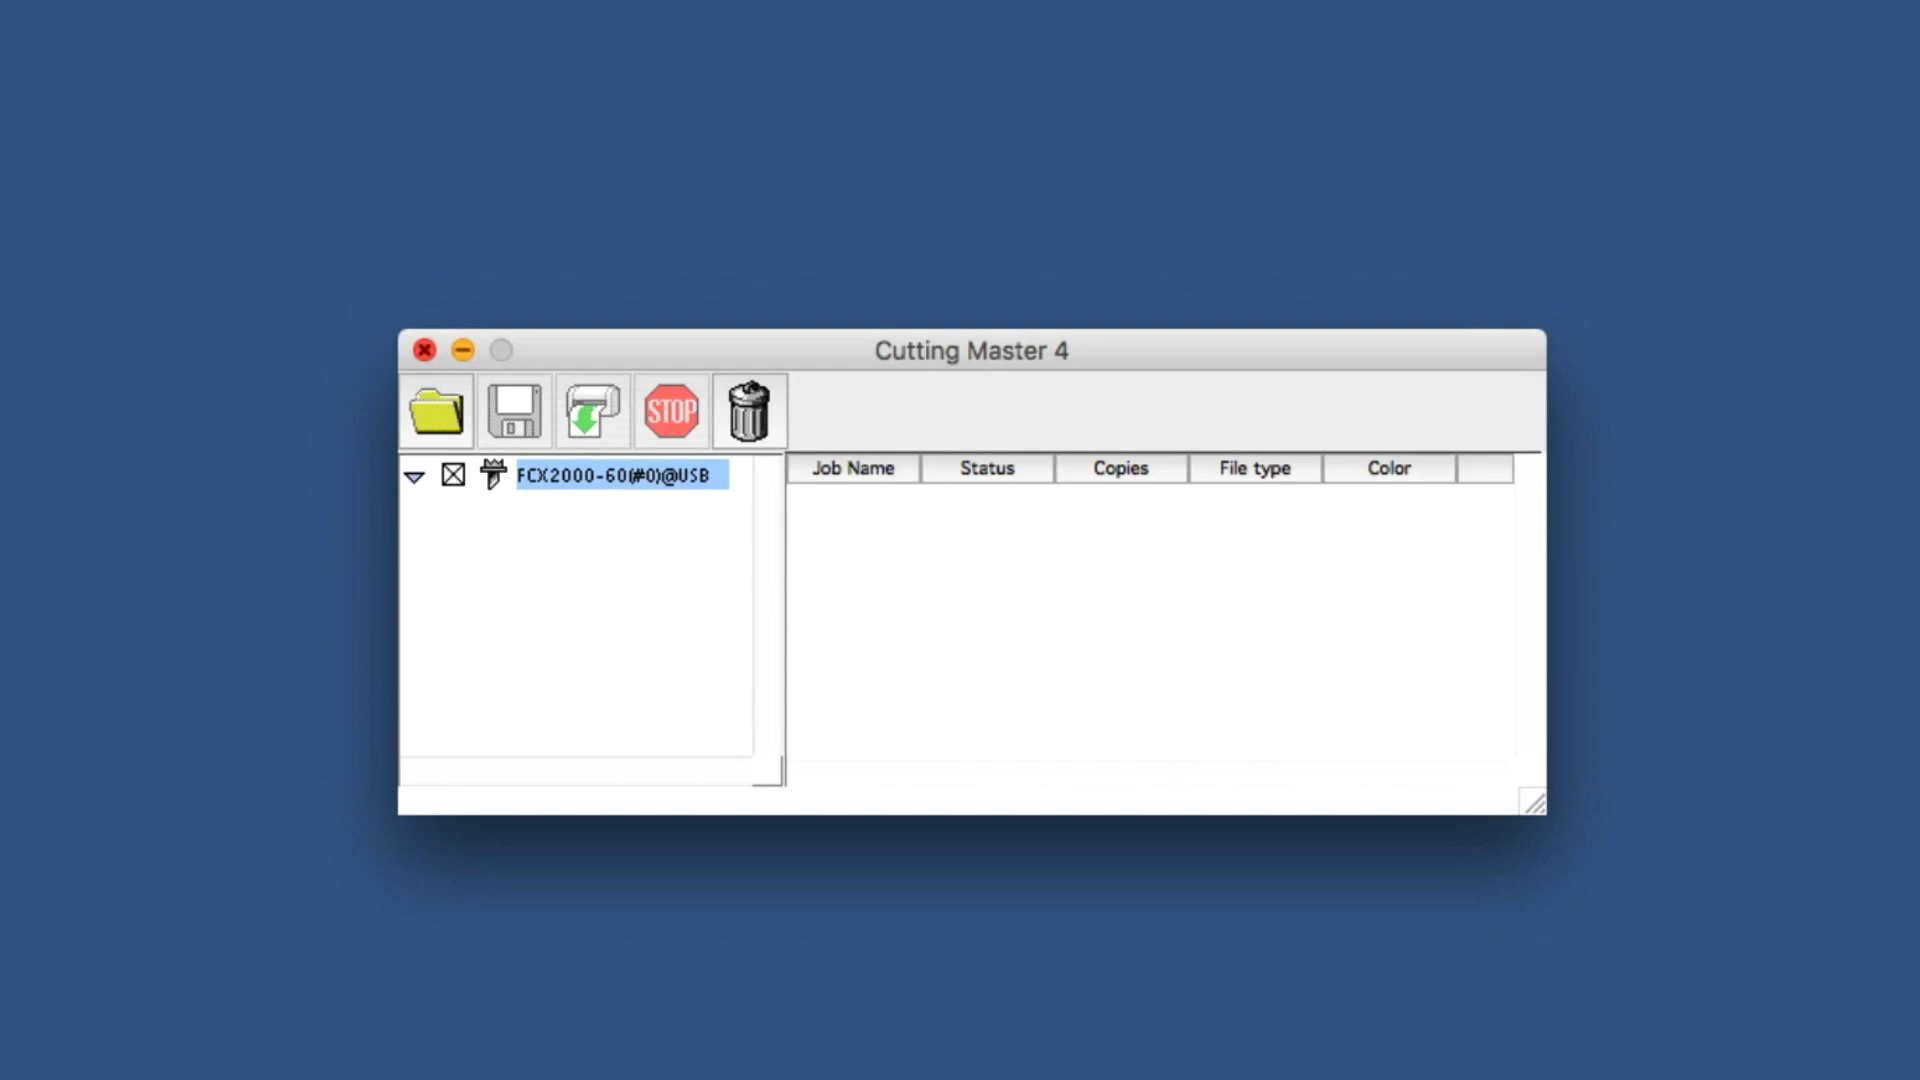 Cutting Master 4
STOP
FCX2000-60(#0)@USB
Job Name Status Copies File type Color